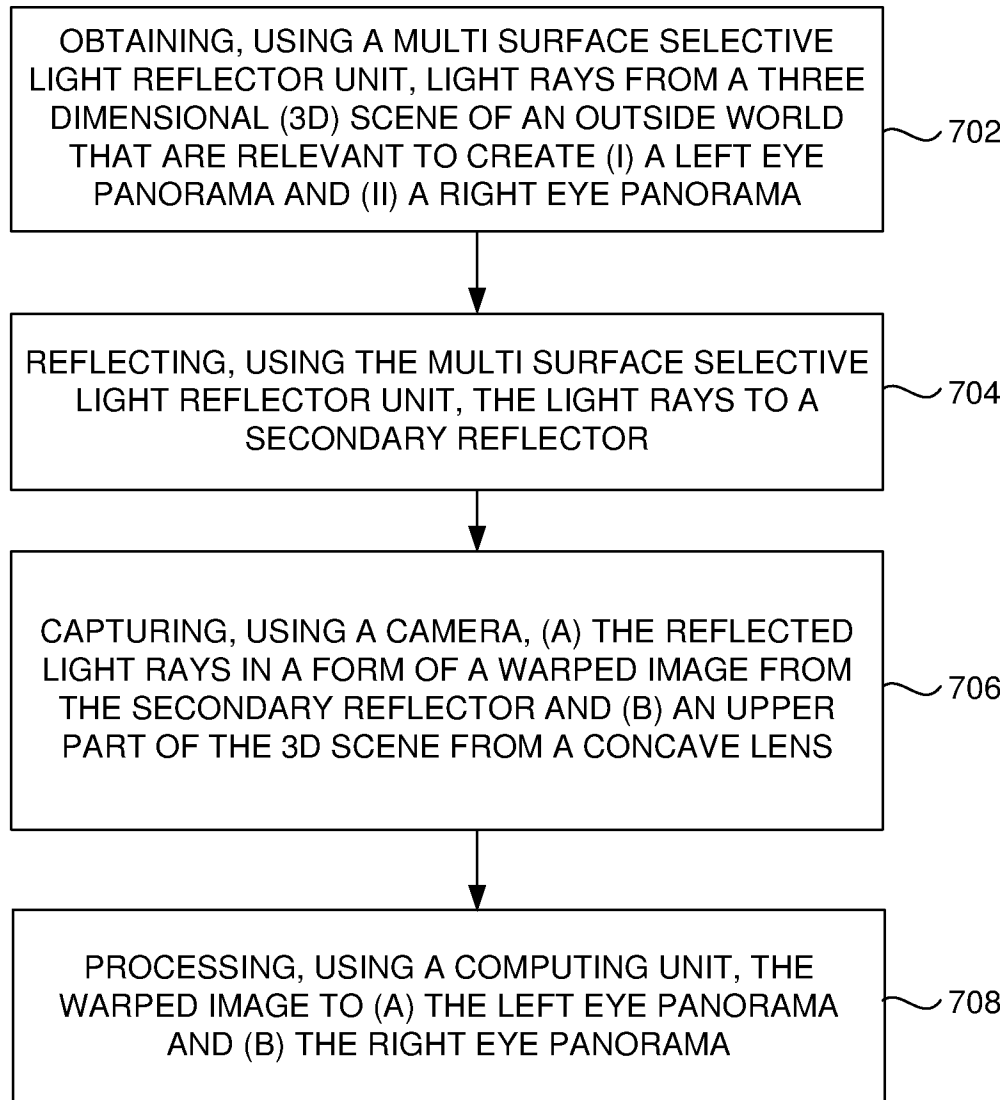 OBTAINING, USING A MULTI SURFACE SELECTIVE
LIGHT REFLECTOR UNIT, LIGHT RAYS FROM A THREE
DIMENSIONAL (3D) SCENE OF AN OUTSIDE WORLD
THAT ARE RELEVANT TO CREATE (I) A LEFT EYE
PANORAMA AND (II) A RIGHT EYE PANORAMA
702
REFLECTING, USING THE MULTI SURFACE SELECTIVE
LIGHT REFLECTOR UNIT, THE LIGHT RAYS TO A
SECONDARY REFLECTOR
704
CAPTURING, USING A CAMERA, (A) THE REFLECTED
LIGHT RAYS IN A FORM OF A WARPED IMAGE FROM
THE SECONDARY REFLECTOR AND (B) AN UPPER
PART OF THE 3D SCENE FROM A CONCAVE LENS
706
PROCESSING, USING A COMPUTING UNIT, THE
WARPED IMAGE TO (A) THE LEFT EYE PANORAMA
AND (B) THE RIGHT EYE PANORAMA
708